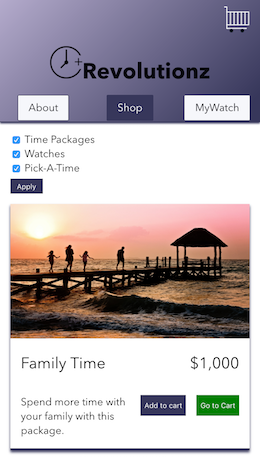 +Revolutionz
About Shop MyWatch
Time Packages
Watches
Pick-A-Time
Apply
Family Time $1,000
Spend more time with
your family with this
package.
Add to cart Go to Cart